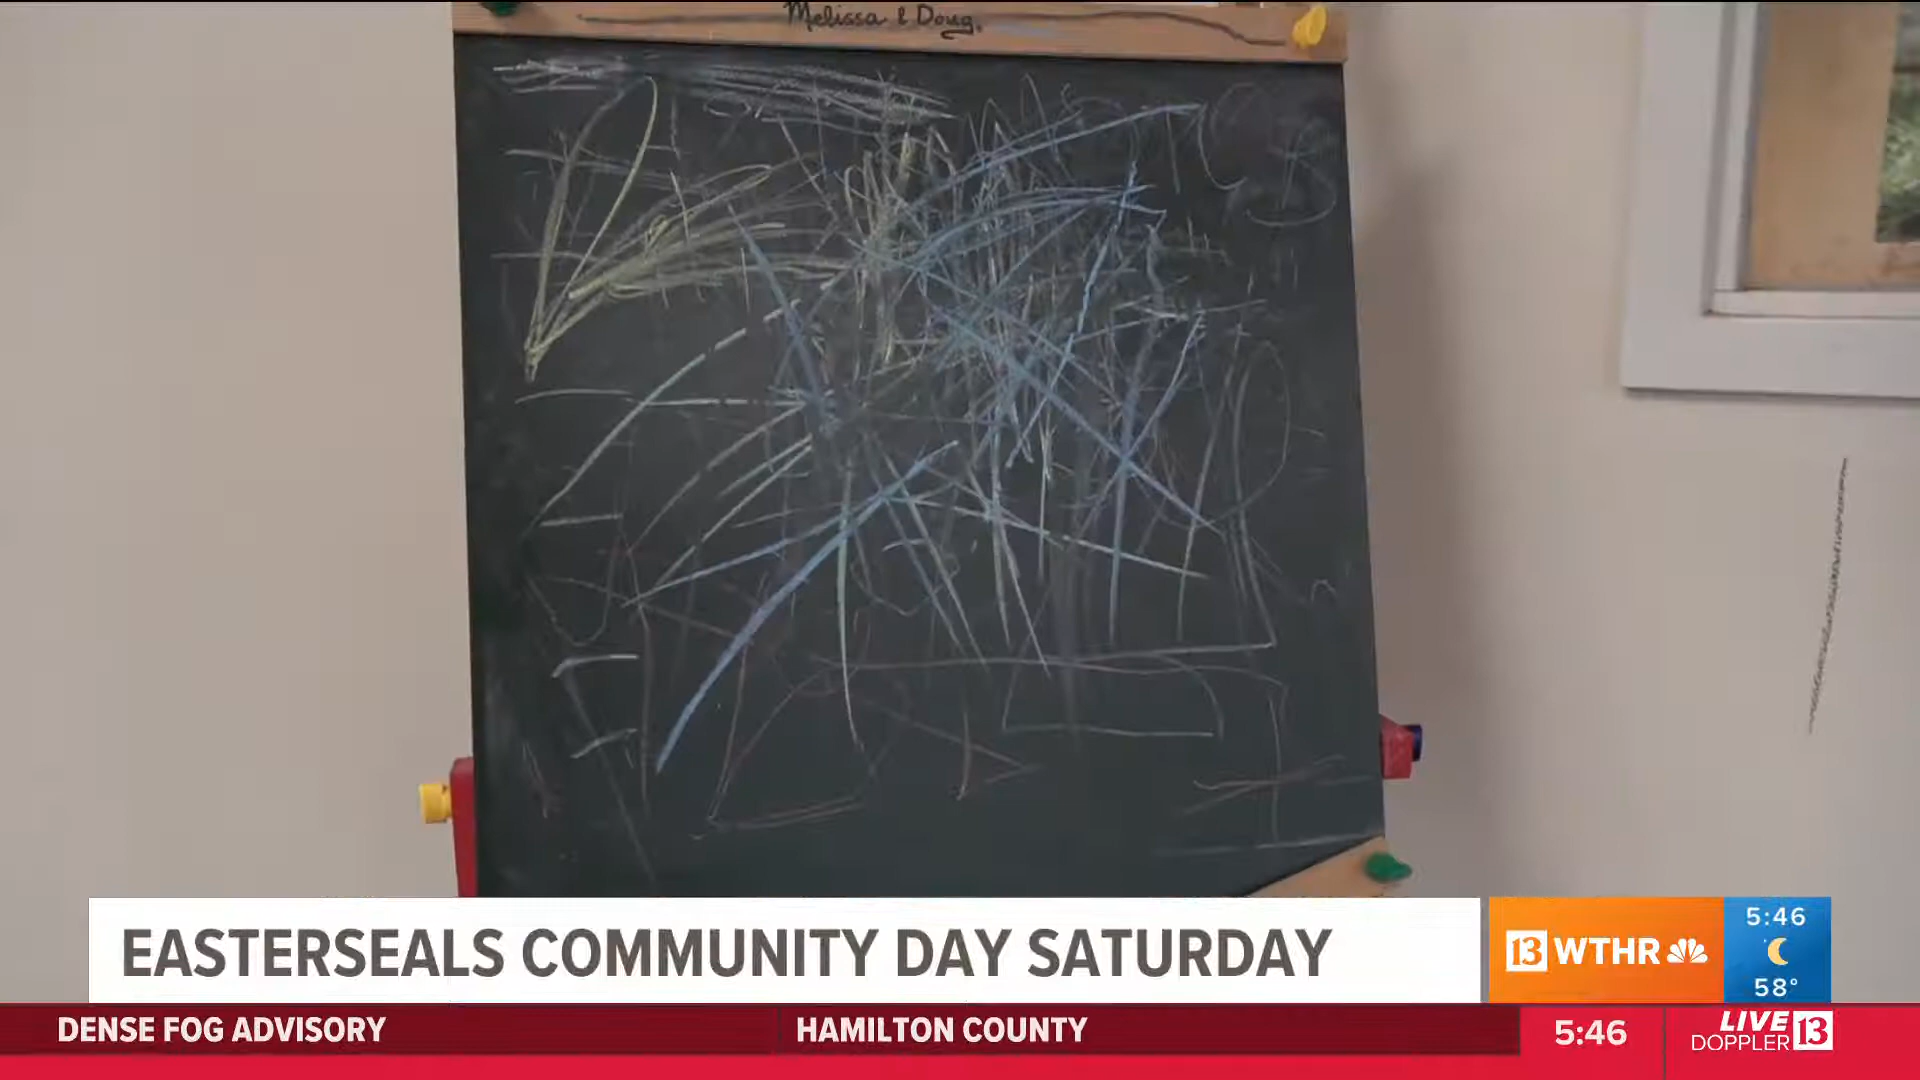 Melissa & Doug.
EASTERSEALS COMMUNITY DAY SATURDAY
13 WTHR
5:46
58°
DENSE FOG ADVISORY
HAMILTON COUNTY
5:46
LIVE
DOPPLER 13